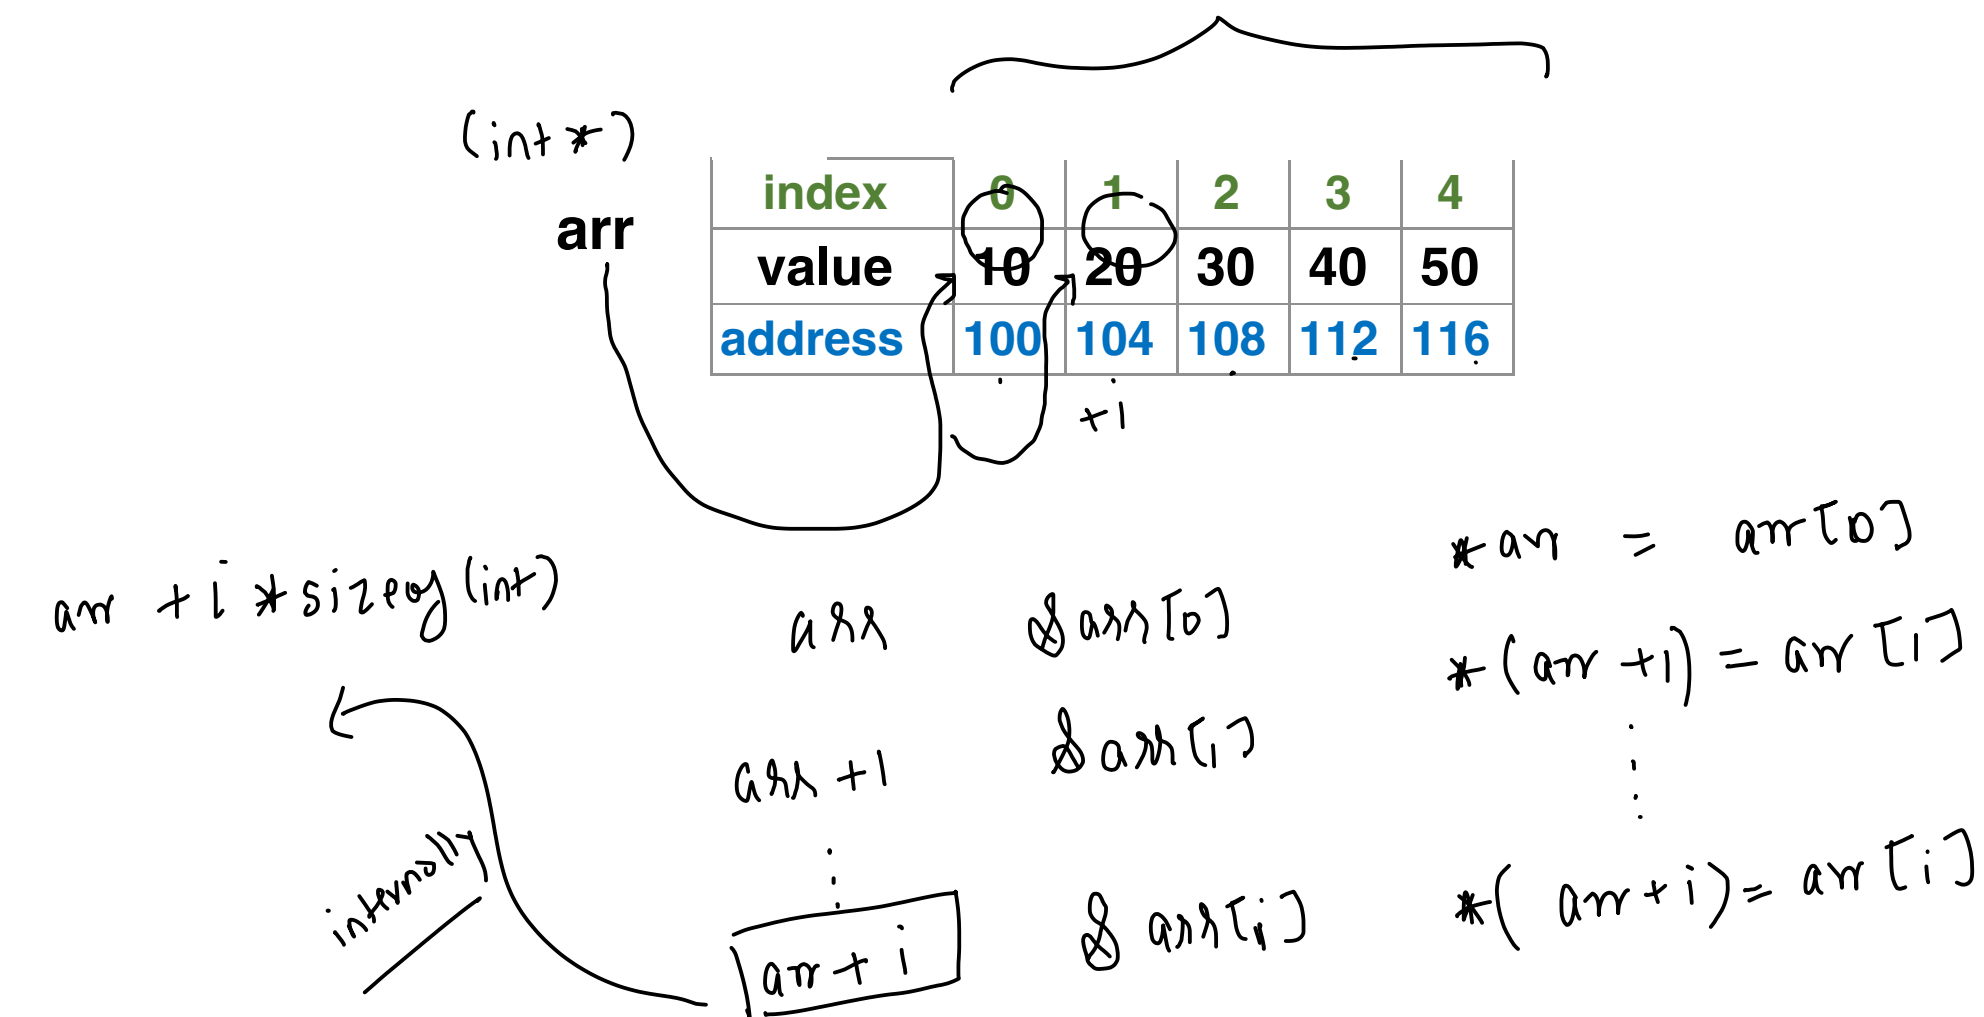 (int *)
arr
index 0 1 2 3 4
value 10 20 30 40 50
address 100 104 108 112 116
+1
arr + i * sizeof (int)
arr &arr[0]
*arr = arr[0]
arr + 1 &arr[1]
*(arr + 1) = arr[1]
internally
arr + i &arr[i]
*(arr + i) = arr[i]